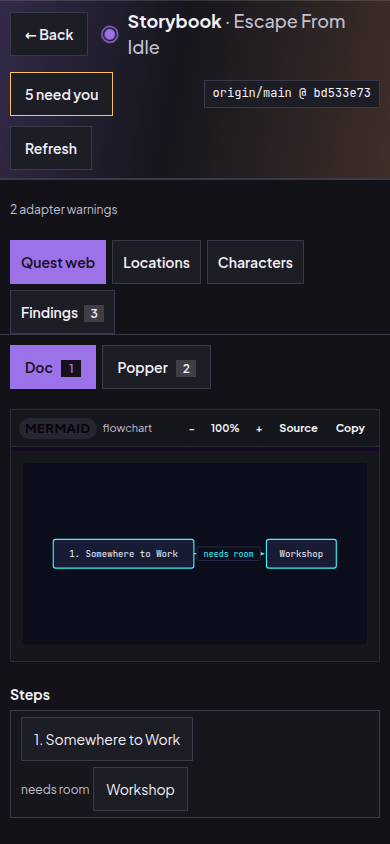 ← Back
Storybook · Escape From
Idle
5 need you
origin/main @ bd533e73
Refresh
2 adapter warnings
Quest web
Locations
Characters
Findings 3
Doc 1
Popper 2
MERMAID flowchart - 100% + Source Copy
1. Somewhere to Work needs room Workshop
Steps
1. Somewhere to Work
needs room Workshop